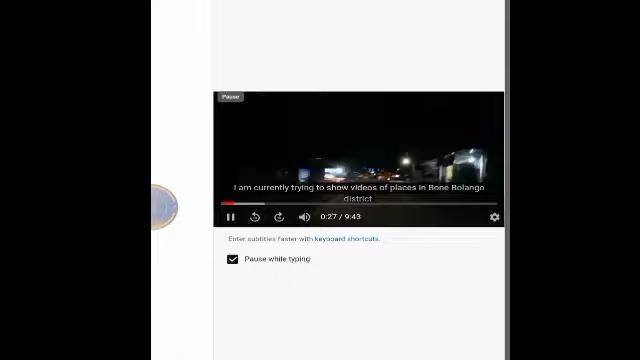 Pause
I am currently trying to show videos of places in Bone Bolango
district
0:27 / 9:43
Enter subtitles faster with keyboard shortcuts.
Pause while typing